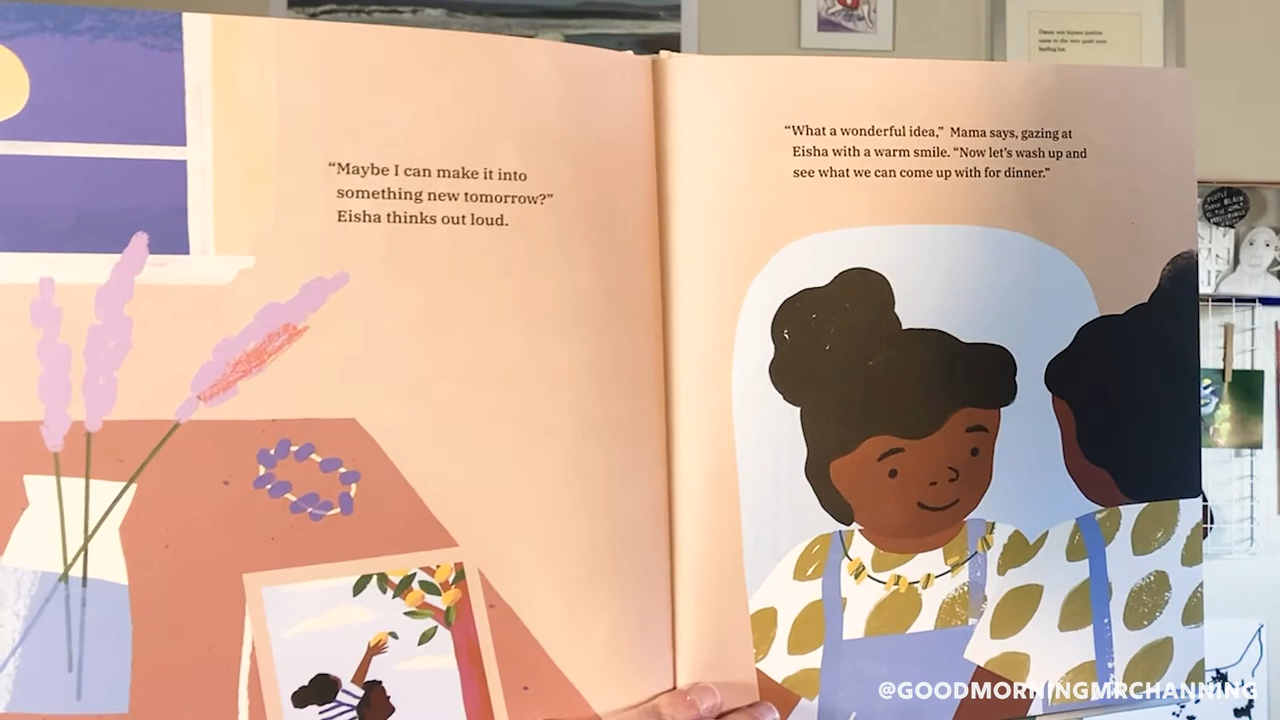 “Maybe I can make it into
something new tomorrow?”
Eisha thinks out loud.
“What a wonderful idea,” Mama says, gazing at
Eisha with a warm smile. “Now let’s wash up and
see what we can come up with for dinner.”
@GOODMORNINGMRCHANNING